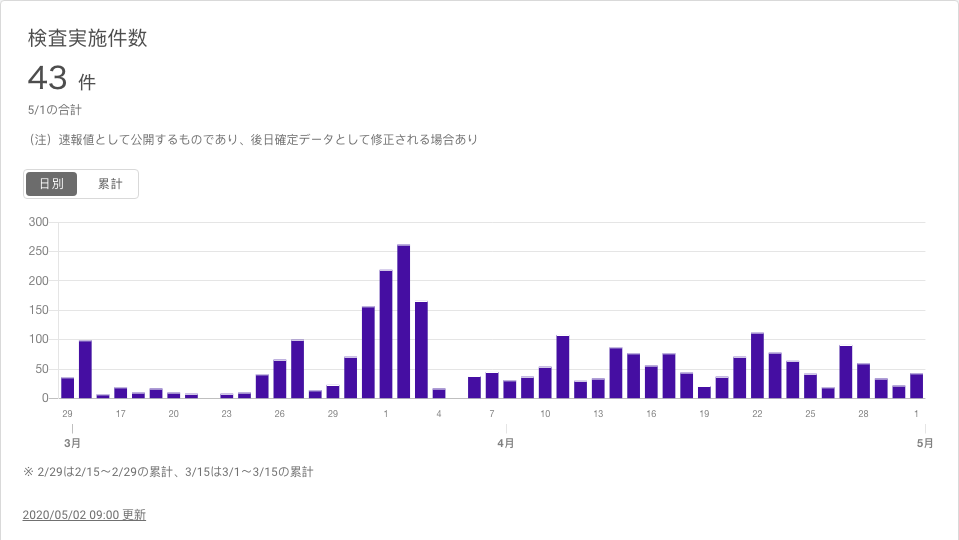 検査実施件数
43 件
5/1の合計
（注）速報値として公開するものであり、後日確定データとして修正される場合あり
日別 累計
300
250
200
150
100
50
0
29 17 20 23 26 29 1 4 7 10 13 16 19 22 25 28 1
3月 4月 5月
※ 2/29は2/15～2/29の累計、3/15は3/1～3/15の累計
2020/05/02 09:00 更新